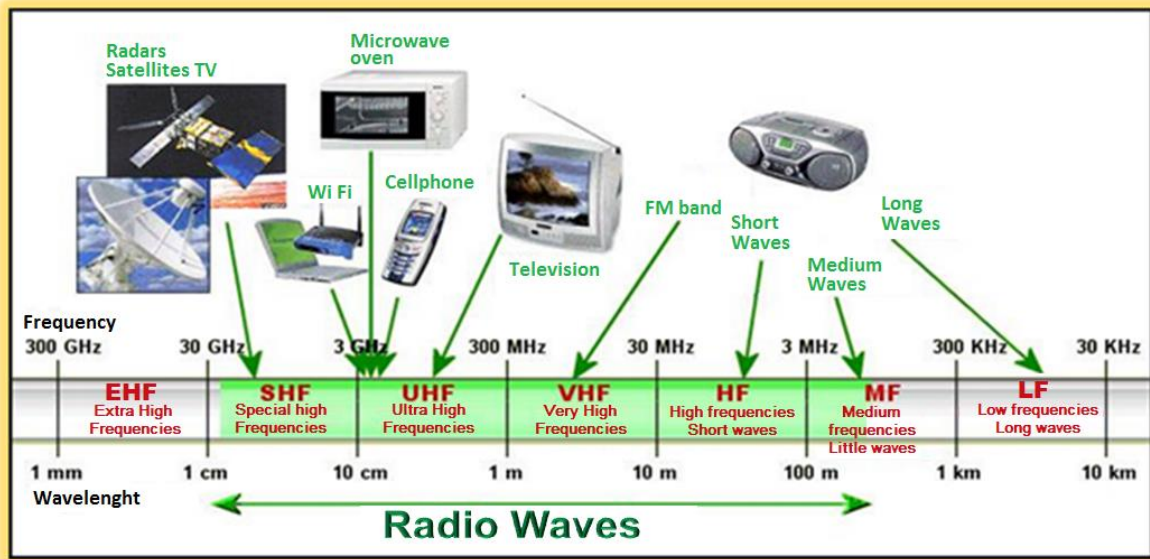 Radars
Satellites TV
Microwave
oven
Wi Fi
Cellphone
Television
FM band
Short
Waves
Medium
Waves
Long
Waves
Frequency
300 GHz
30 GHz
3 GHz
300 MHz
30 MHz
3 MHz
300 KHz
30 KHz
EHF
Extra High
Frequencies
SHF
Special high
Frequencies
UHF
Ultra High
Frequencies
VHF
Very High
Frequencies
HF
High frequencies
Short waves
MF
Medium
frequencies
Little waves
LF
Low frequencies
Long waves
1 mm
1 cm
10 cm
1 m
10 m
100 m
1 km
10 km
Wavelenght
Radio Waves